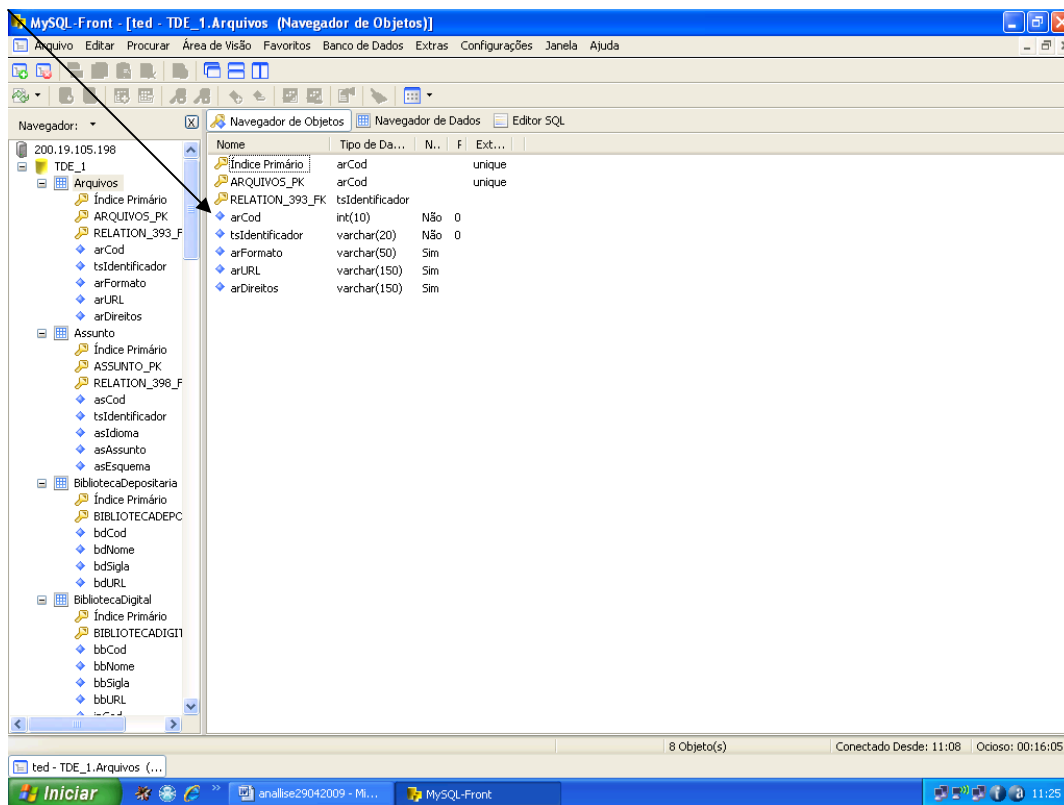 MySQL-Front - [ted - TDE_1.Arquivos (Navegador de Objetos)]
Arquivo Editar Procurar Área de Visão Favoritos Banco de Dados Extras Configurações Janela Ajuda
Navegador:
Navegador de Objetos Navegador de Dados Editor SQL
200.19.105.198
TDE_1
Arquivos
Índice Primário
ARQUIVOS_PK
RELATION_393_F
arCod
tsIdentificador
arFormato
arURL
arDireitos
Assunto
Índice Primário
ASSUNTO_PK
RELATION_398_F
asCod
tsIdentificador
asIdioma
asAssunto
asEsquema
BibliotecaDepositaria
Índice Primário
BIBLIOTECADEPO
bdCod
bdNome
bdSigla
bdURL
BibliotecaDigital
Índice Primário
BIBLIOTECADIGIT
bbCod
bbNome
bbSigla
bbURL
Nome Tipo de Da... N.. F Ext...
Índice Primário arCod unique
ARQUIVOS_PK arCod unique
RELATION_393_FK tsIdentificador
arCod int(10) Não 0
tsIdentificador varchar(20) Não 0
arFormato varchar(50) Sim
arURL varchar(150) Sim
arDireitos varchar(150) Sim
8 Objeto(s) Conectado Desde: 11:08 Ocioso: 00:16:05
ted - TDE_1.Arquivos (...
Iniciar anallise29042009 - Mi... MySQL-Front 11:25